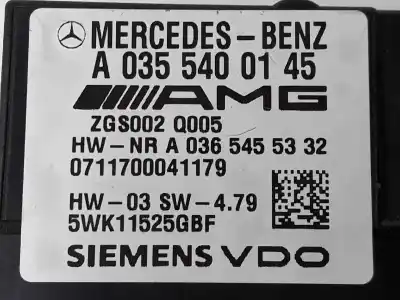 MERCEDES-BENZ
A 035 540 01 45
AMG
ZGS002 Q005
HW-NR A 036 545 53 32
0711700041179
HW-03 SW-4.79
5WK11525GBF
SIEMENS VDO